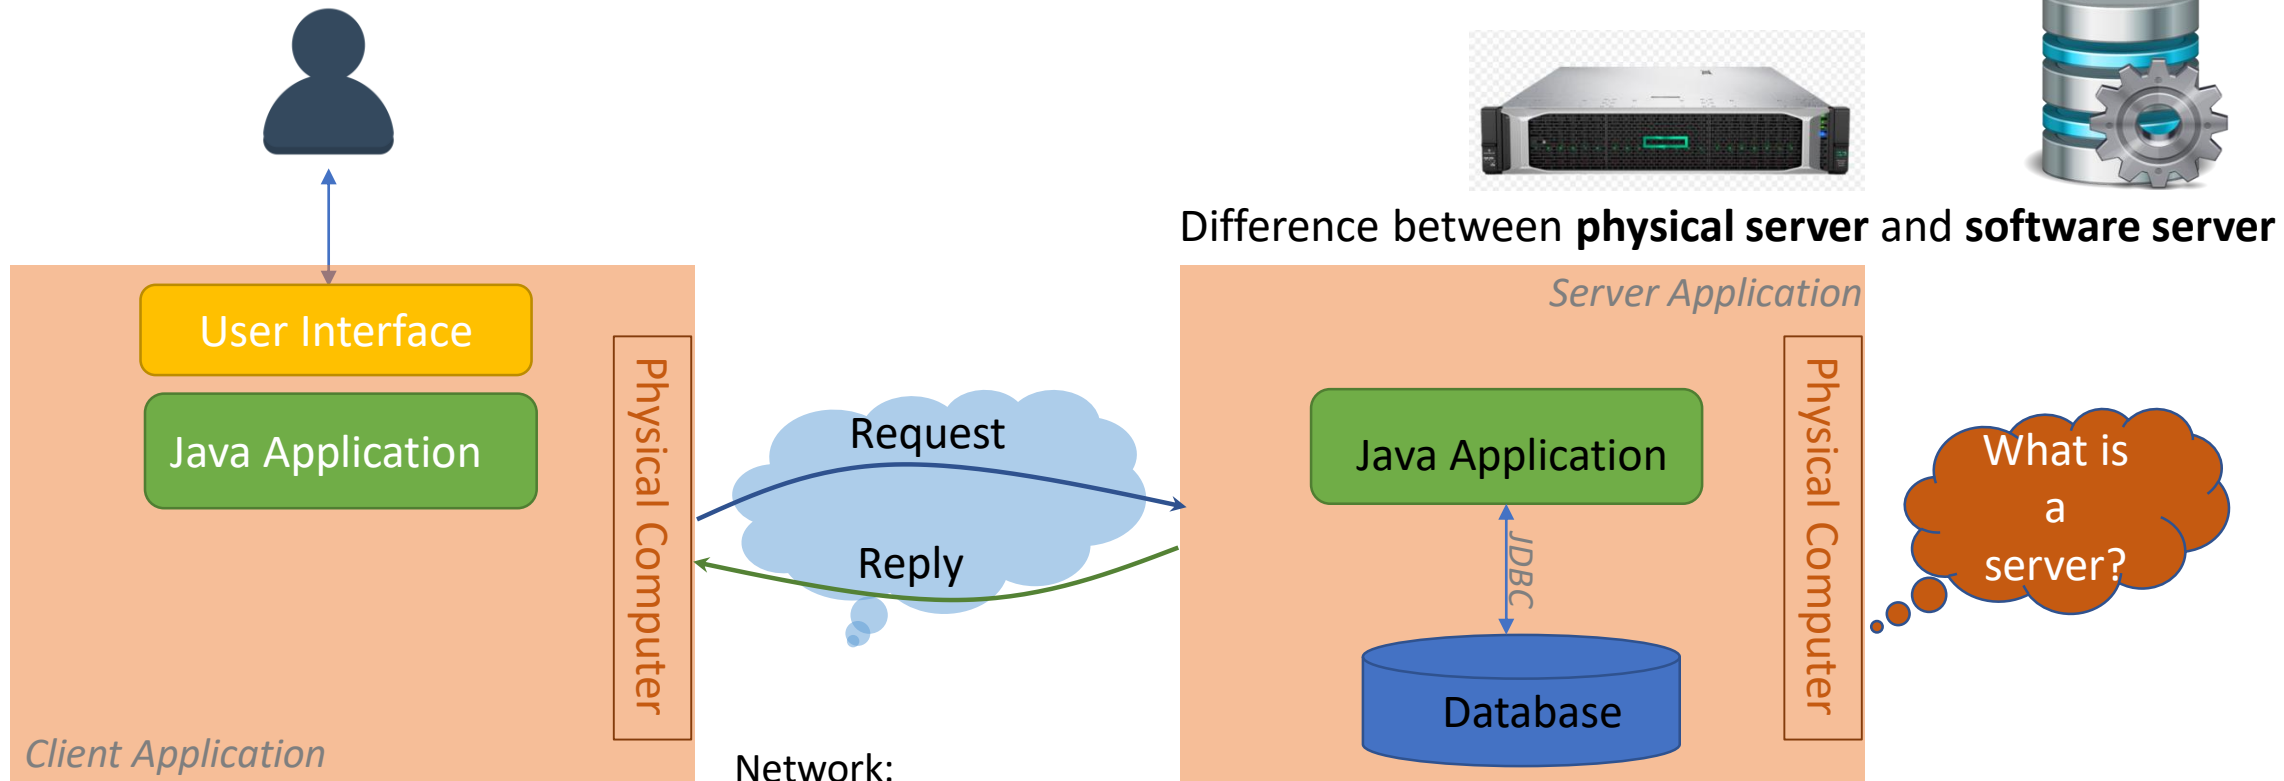 Difference between physical server and software server
User Interface
Java Application
Physical Computer
Client Application
Request
Reply
Network:
Server Application
Java Application
JDBC
Database
Physical Computer
What is
a
server?